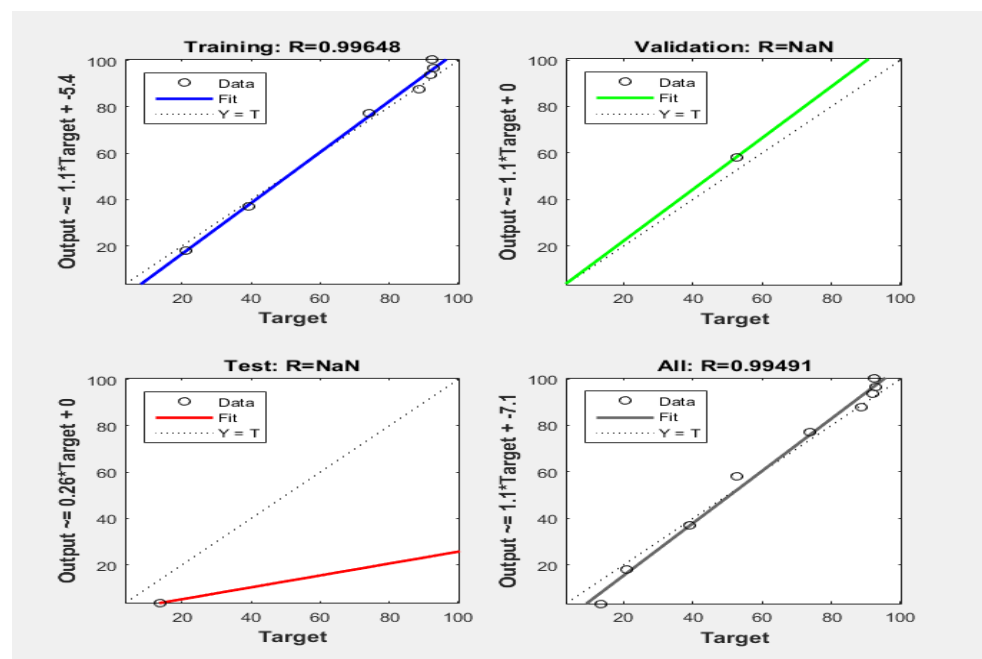 Training: R=0.99648
Output ~= 1.1*Target + -5.4
100
80
60
40
20
Data
Fit
Y = T
20
40
60
80
100
Target
Validation: R=NaN
Output ~= 1.1*Target + 0
100
80
60
40
20
Data
Fit
Y = T
20
40
60
80
100
Target
Test: R=NaN
Output ~= 0.26*Target + 0
100
80
60
40
20
Data
Fit
Y = T
20
40
60
80
100
Target
All: R=0.99491
Output ~= 1.1*Target + -7.1
100
80
60
40
20
Data
Fit
Y = T
20
40
60
80
100
Target